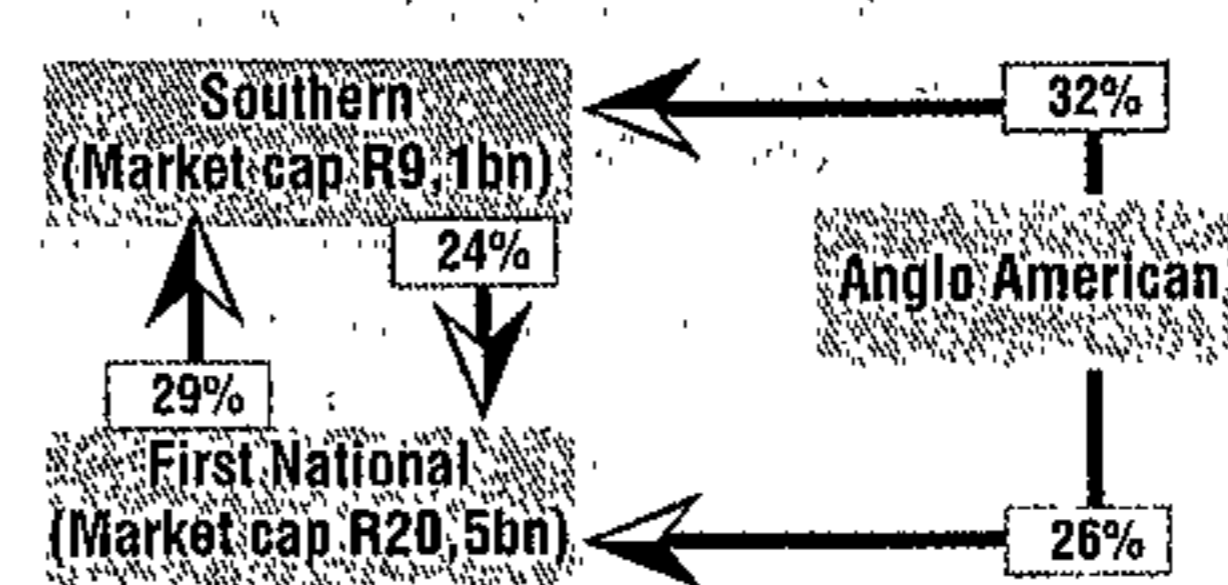 Southern
(Market cap R9,1bn)
32%
24%
Anglo American
29%
First National
(Market cap R20,5bn)
26%